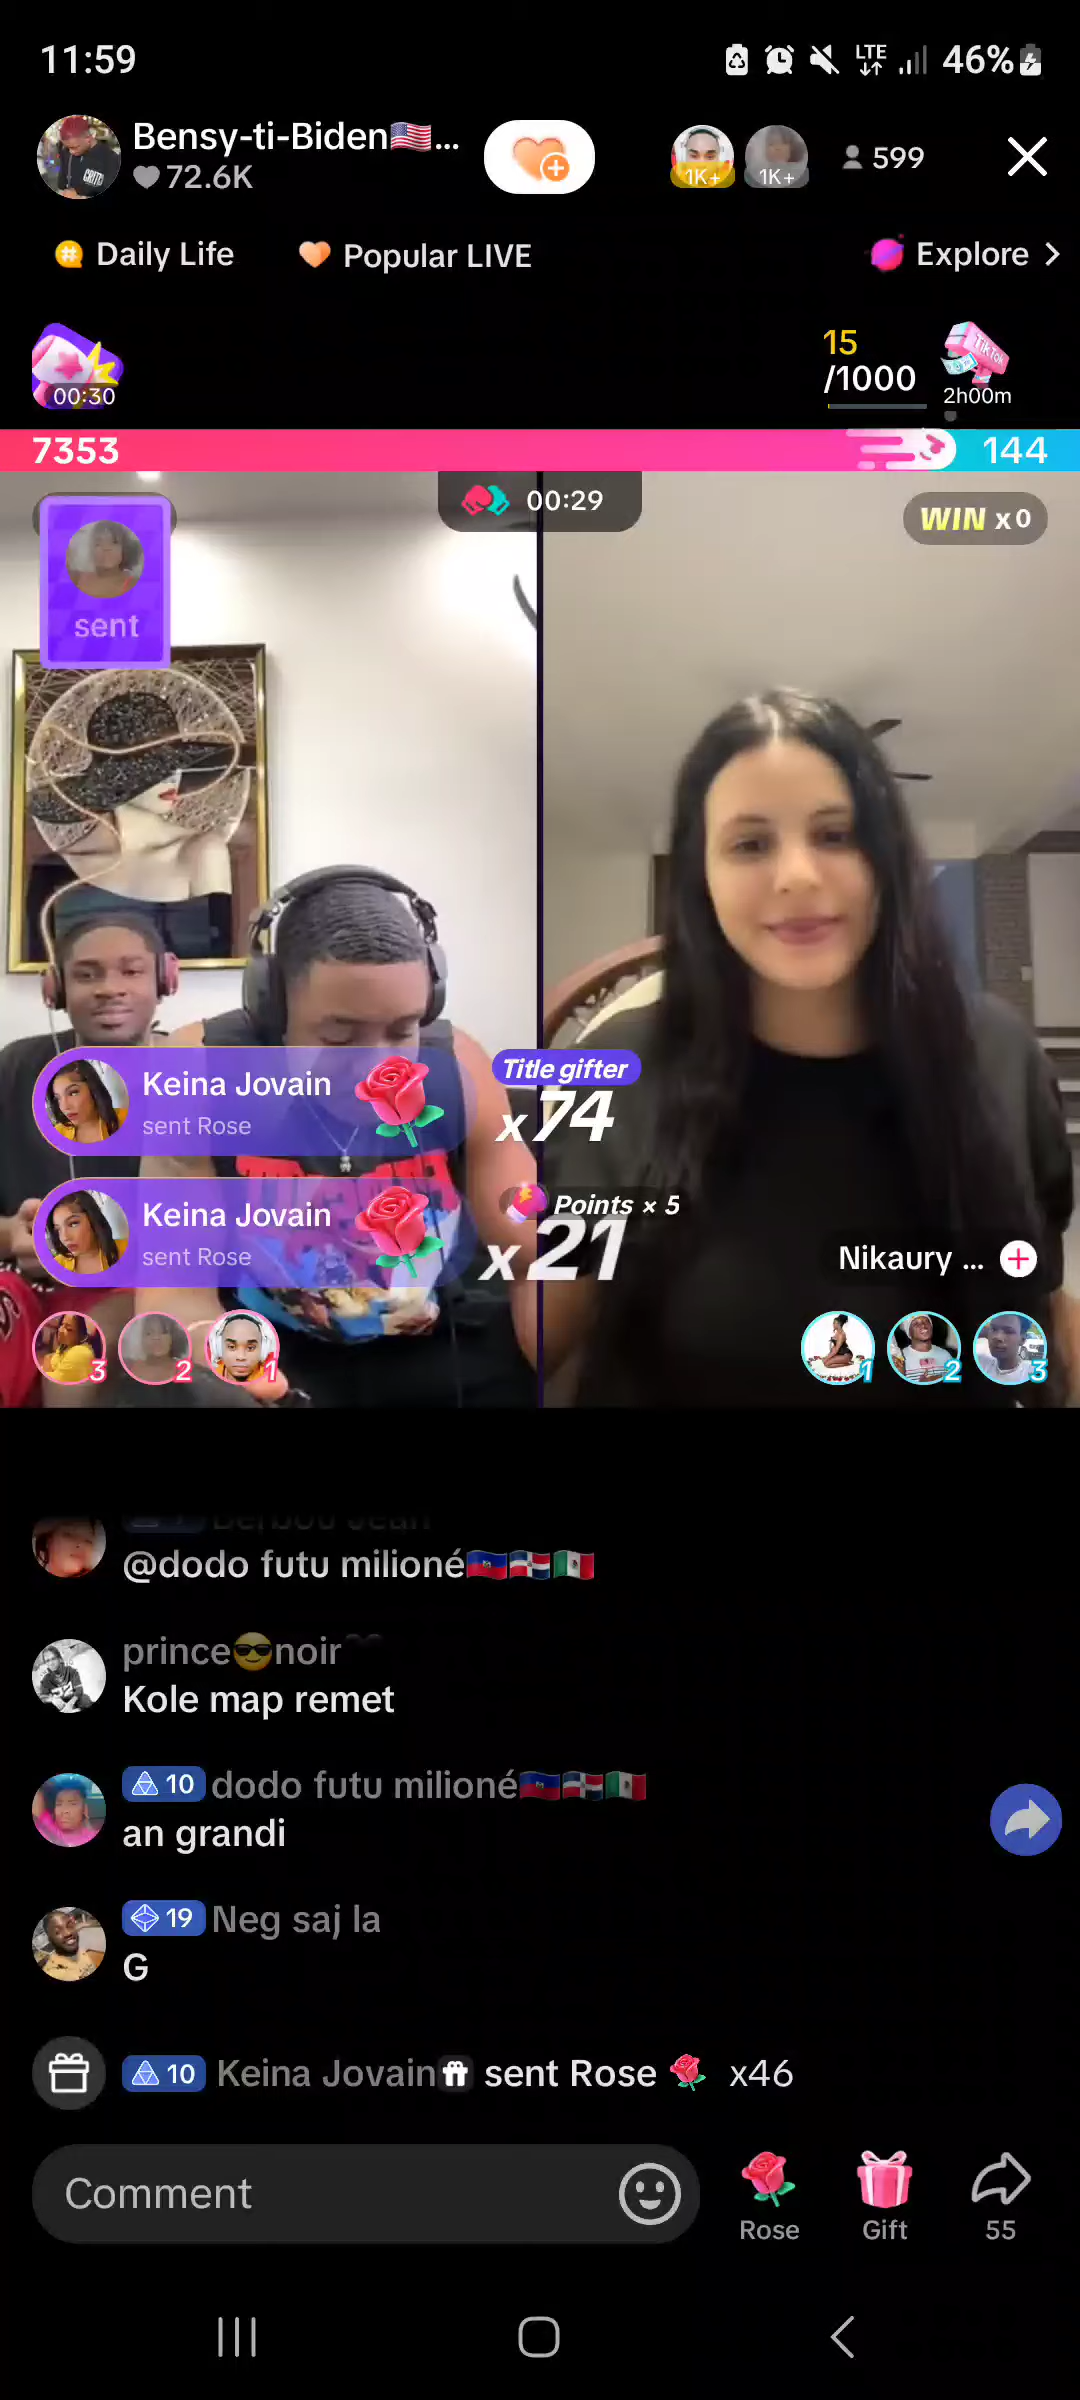 11:59
LTE
46%
Bensy-ti-Biden🇺🇸...
72.6K
1K+
1K+
599
Daily Life
Popular LIVE
Explore
00:30
15
/1000
TikTok
2h00m
7353
144
00:29
WIN x0
sent
Keina Jovain
sent Rose
Title gifter
x74
Keina Jovain
sent Rose
Points × 5
x21
Nikaury ...
3
2
1
1
2
3
@dodo futu milioné🇭🇹🇩🇴🇲🇽
prince😎noir
Kole map remet
10 dodo futu milioné🇭🇹🇩🇴🇲🇽
an grandi
19 Neg saj la
G
10 Keina Jovain sent Rose x46
Comment
Rose
Gift
55